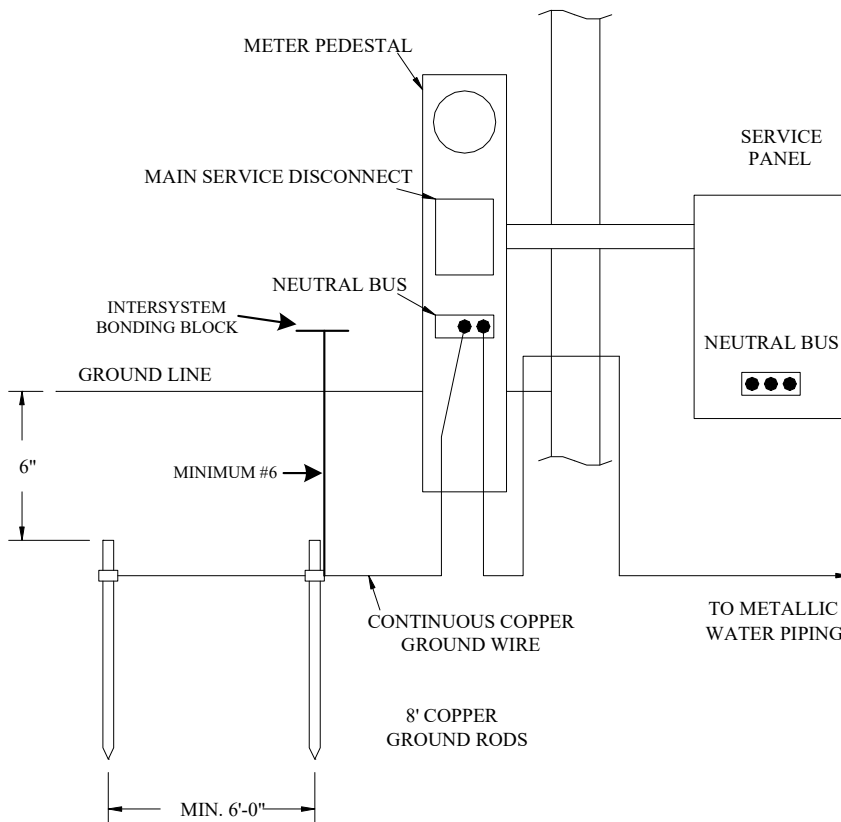 METER PEDESTAL
SERVICE
PANEL
MAIN SERVICE DISCONNECT
NEUTRAL BUS
INTERSYSTEM
BONDING BLOCK
NEUTRAL BUS
GROUND LINE
6"
MINIMUM #6
CONTINUOUS COPPER
GROUND WIRE
TO METALLIC
WATER PIPING
8' COPPER
GROUND RODS
MIN. 6'-0"